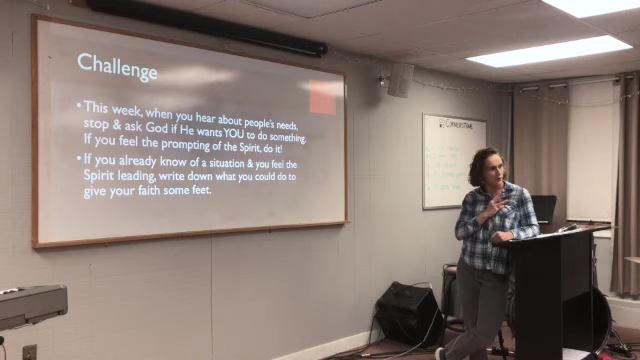 Challenge
• This week, when you hear about people's needs,
stop & ask God if He wants YOU to do something.
If you feel the prompting of the Spirit, do it!
• If you already know of a situation & you feel the
Spirit leading, write down what you could do to
give your faith some feet.
CORNERSTONE